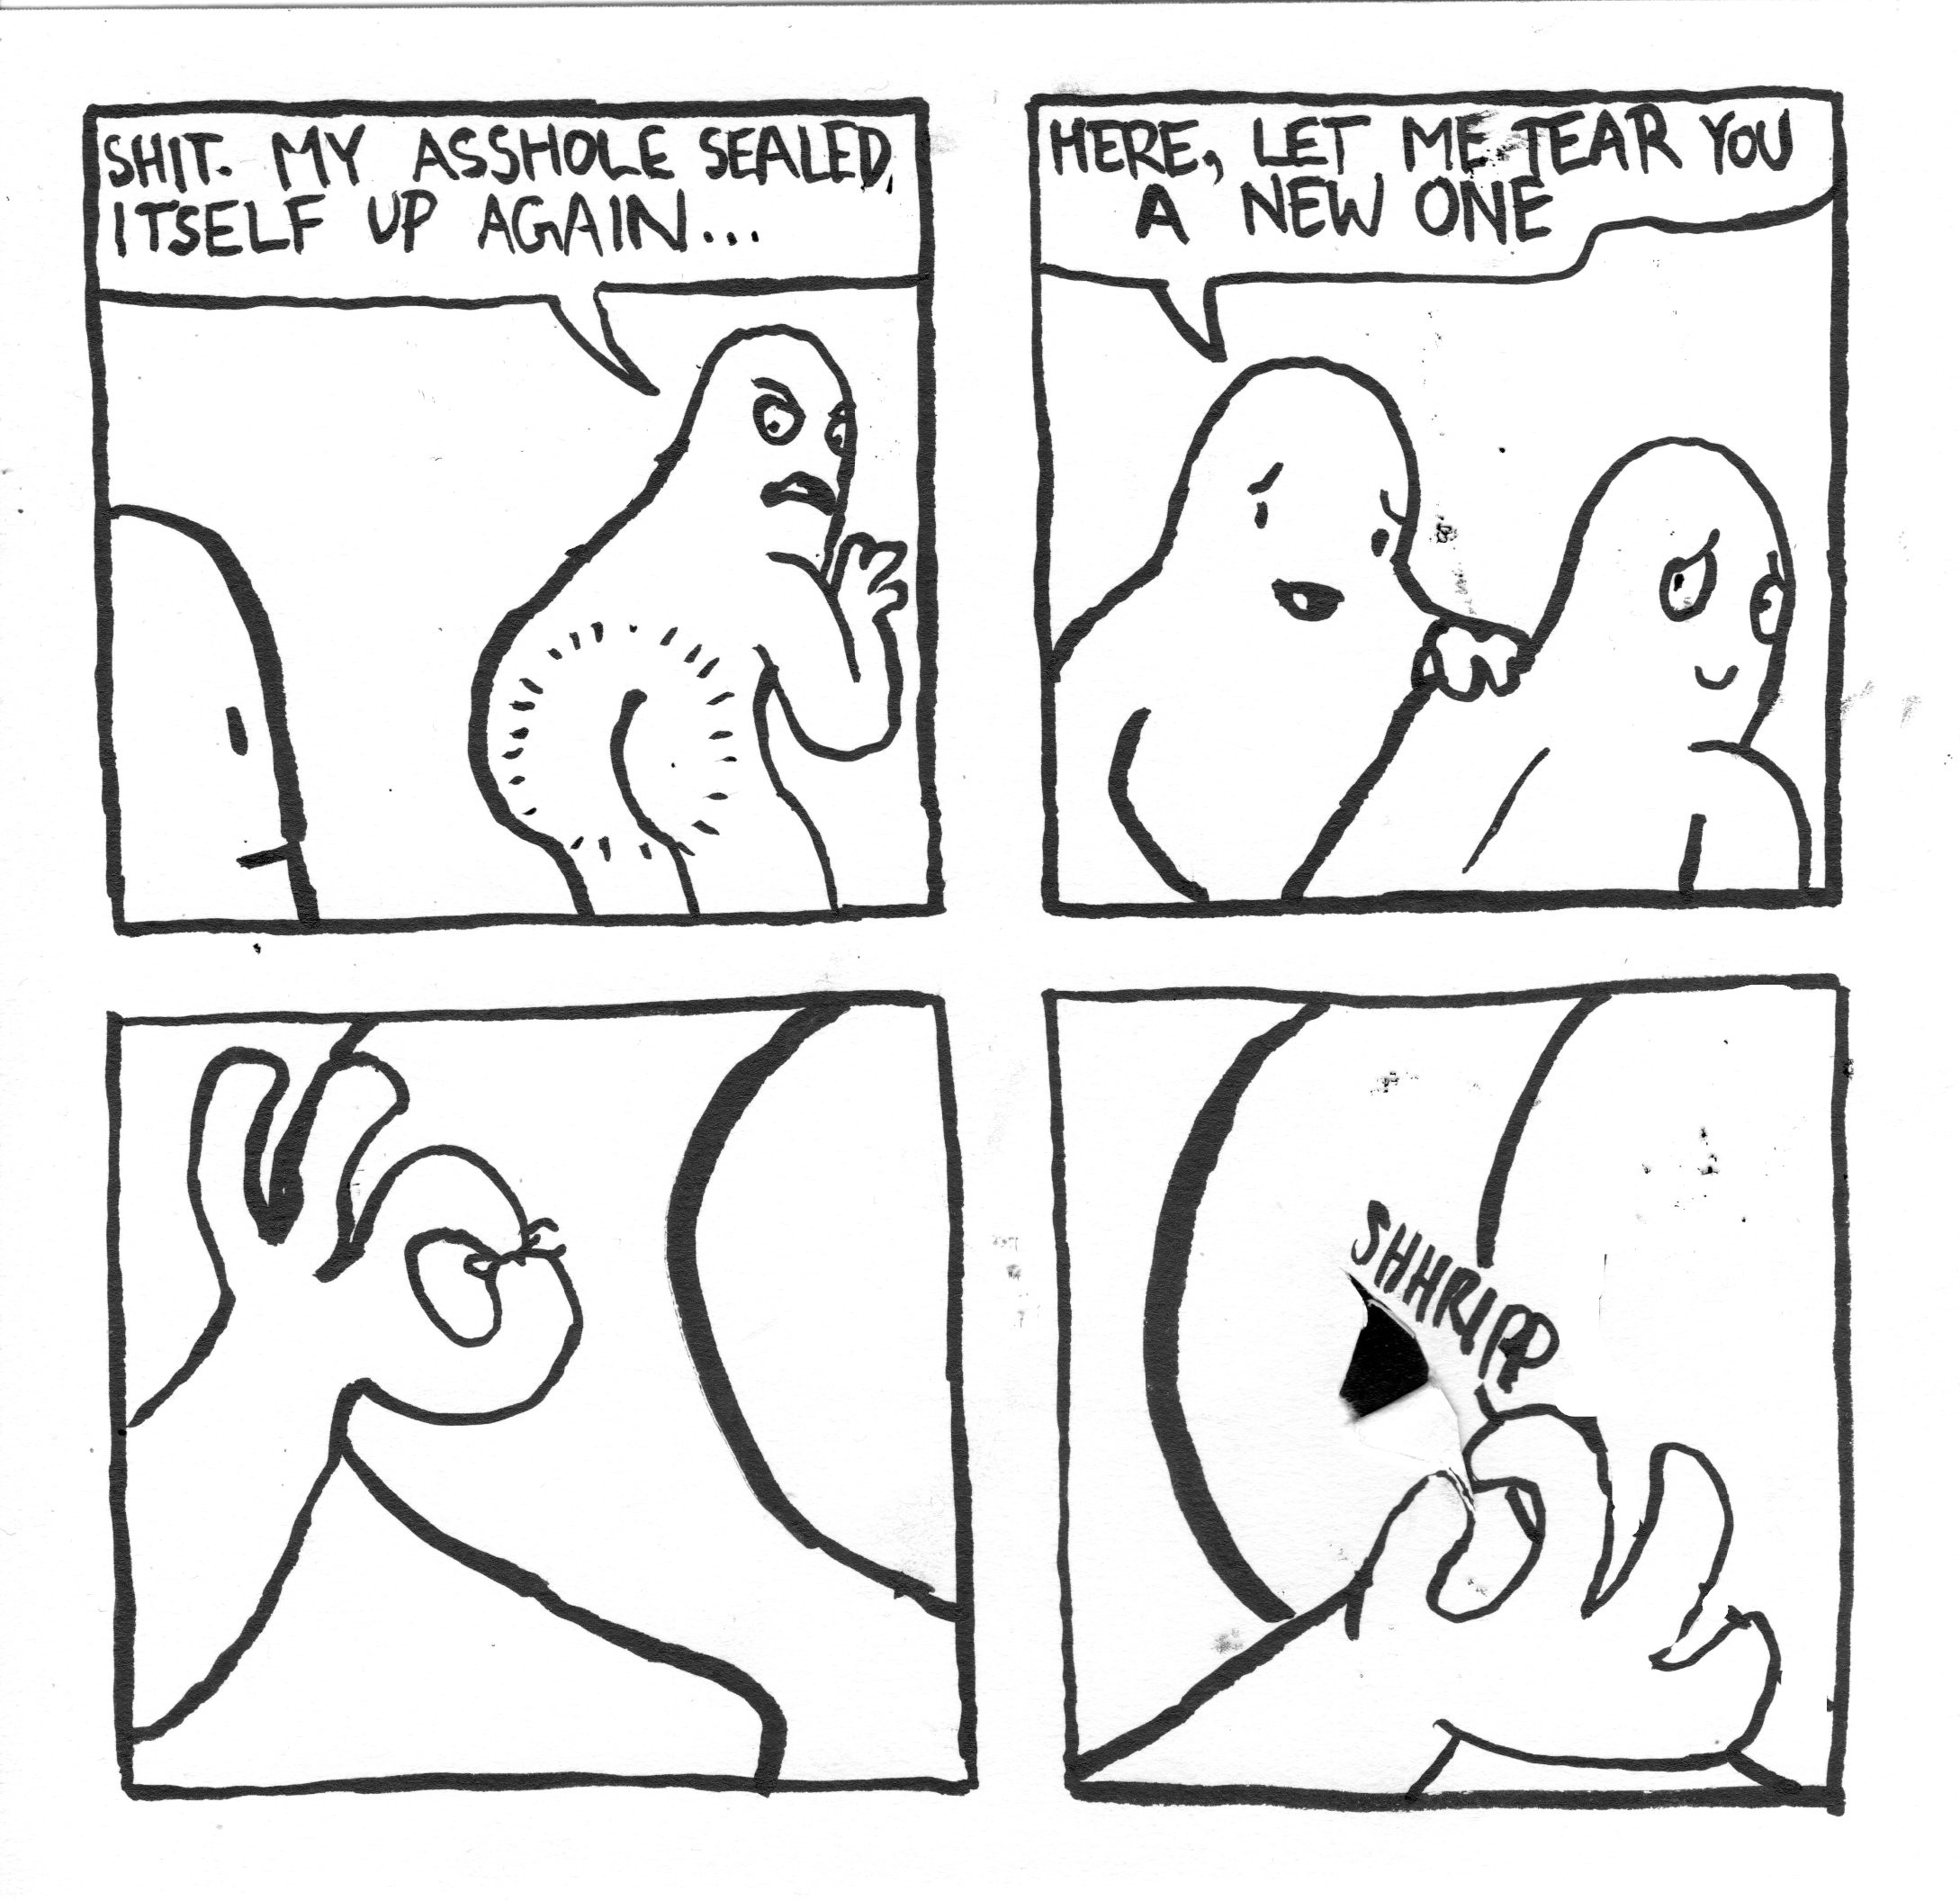 SHIT. MY ASSHOLE SEALED
ITSELF UP AGAIN...
HERE, LET ME TEAR YOU
A NEW ONE
SHHRIPP